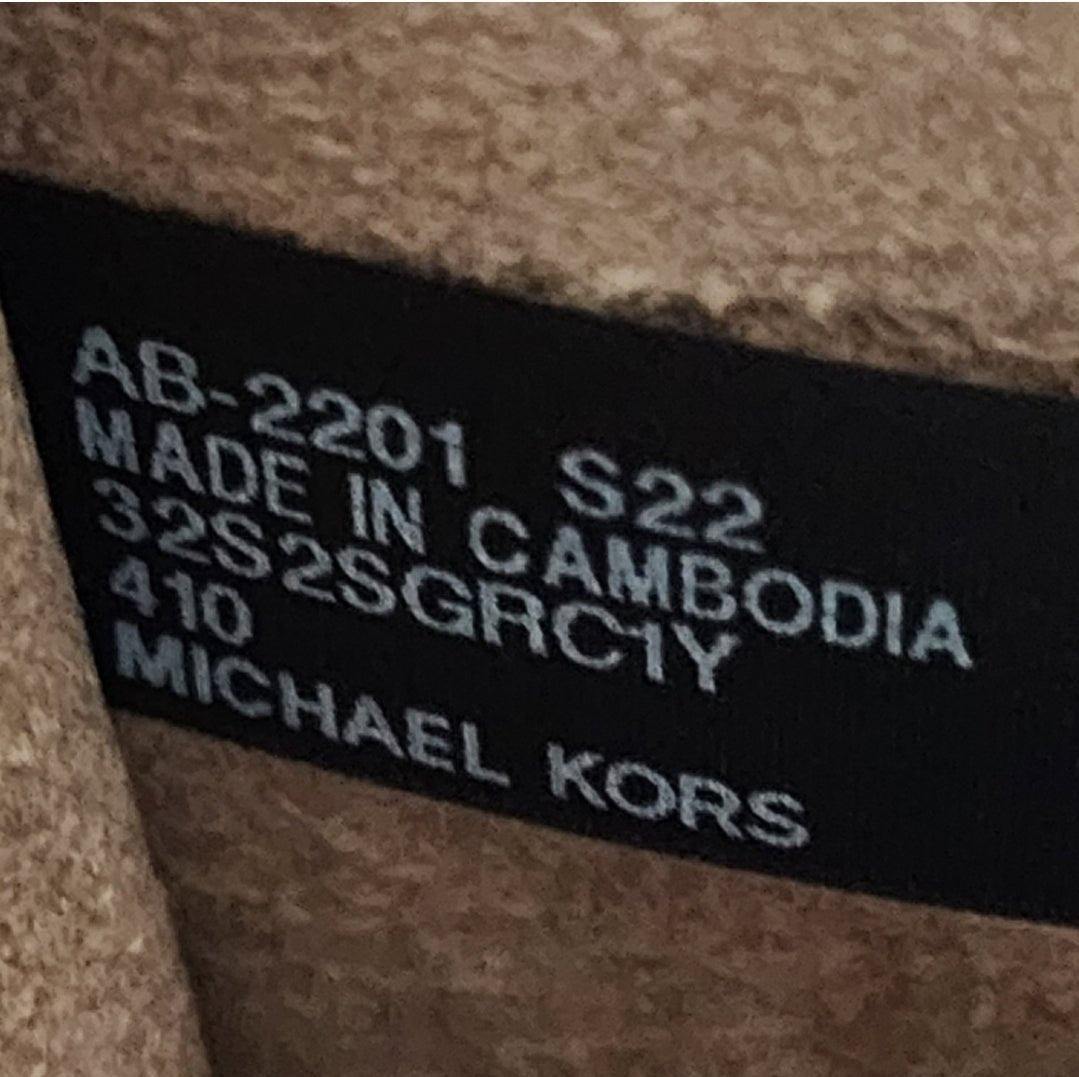 AB-2201 S22
MADE IN CAMBODIA
32S2SGRC1Y
410
MICHAEL KORS